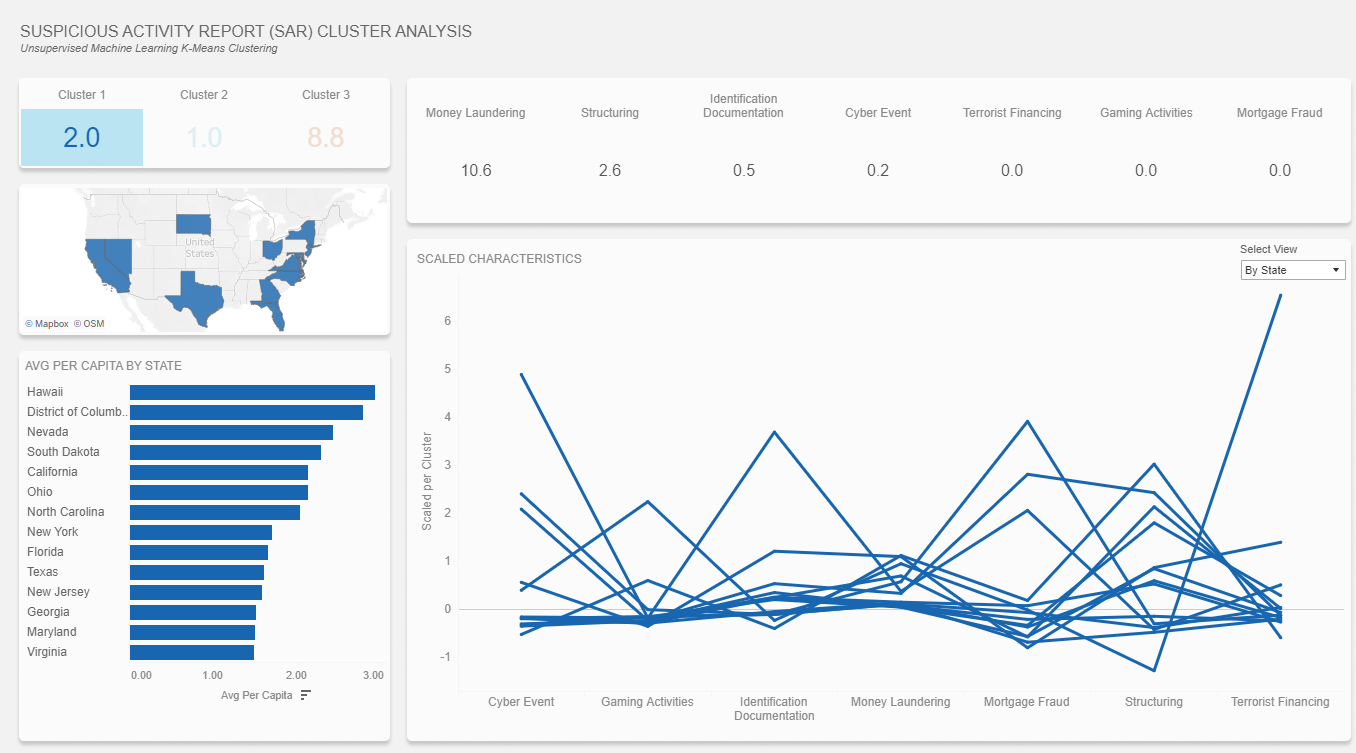 SUSPICIOUS ACTIVITY REPORT (SAR) CLUSTER ANALYSIS
Unsupervised Machine Learning K-Means Clustering
Cluster 1
Cluster 2
Cluster 3
2.0
1.0
8.8
Money Laundering
Structuring
Identification
Documentation
Cyber Event
Terrorist Financing
Gaming Activities
Mortgage Fraud
10.6
2.6
0.5
0.2
0.0
0.0
0.0
United
States
© Mapbox © OSM
AVG PER CAPITA BY STATE
Hawaii
District of Columb..
Nevada
South Dakota
California
Ohio
North Carolina
New York
Florida
Texas
New Jersey
Georgia
Maryland
Virginia
0.00
1.00
2.00
3.00
Avg Per Capita
SCALED CHARACTERISTICS
Select View
By State
Scaled per Cluster
6
5
4
3
2
1
0
-1
Cyber Event
Gaming Activities
Identification
Documentation
Money Laundering
Mortgage Fraud
Structuring
Terrorist Financing